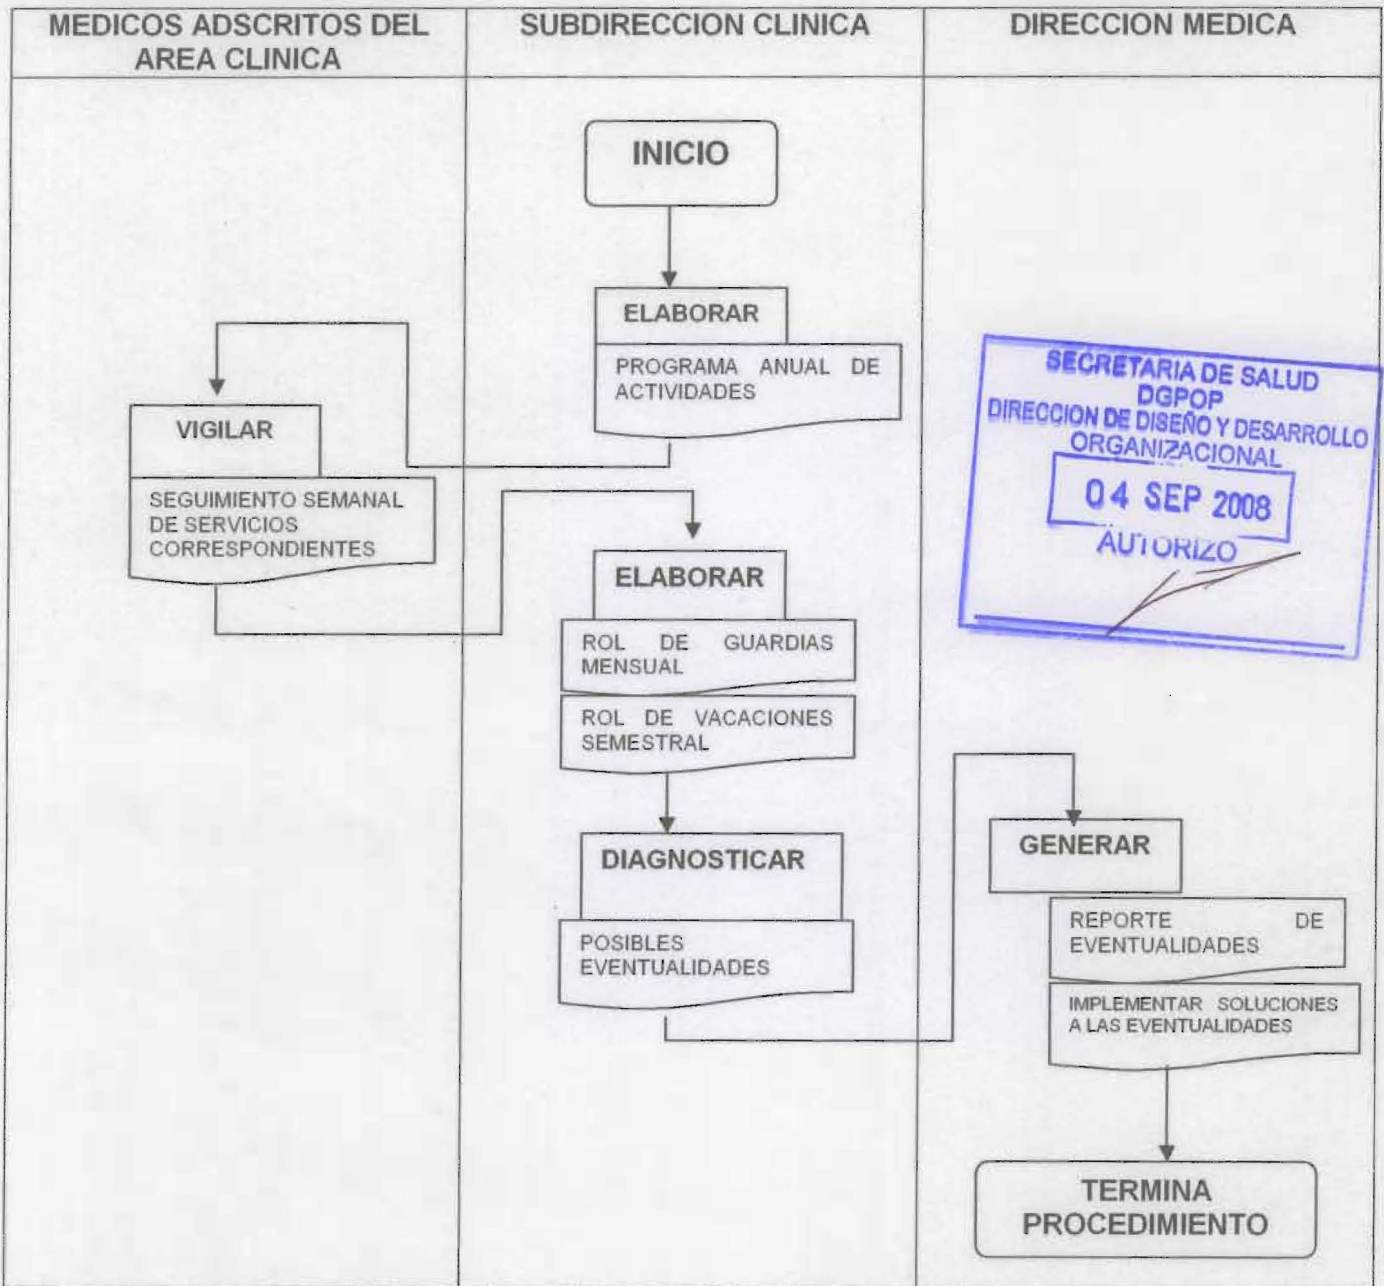 MEDICOS ADSCRITOS DEL
AREA CLINICA
SUBDIRECCION CLINICA
DIRECCION MEDICA
INICIO
ELABORAR
PROGRAMA ANUAL DE
ACTIVIDADES
VIGILAR
SEGUIMIENTO SEMANAL
DE SERVICIOS
CORRESPONDIENTES
ELABORAR
ROL DE GUARDIAS
MENSUAL
ROL DE VACACIONES
SEMESTRAL
DIAGNOSTICAR
POSIBLES
EVENTUALIDADES
SECRETARIA DE SALUD
DGPOP
DIRECCION DE DISEÑO Y DESARROLLO
ORGANIZACIONAL
04 SEP 2008
AUTORIZO
GENERAR
REPORTE DE
EVENTUALIDADES
IMPLEMENTAR SOLUCIONES
A LAS EVENTUALIDADES
TERMINA
PROCEDIMIENTO